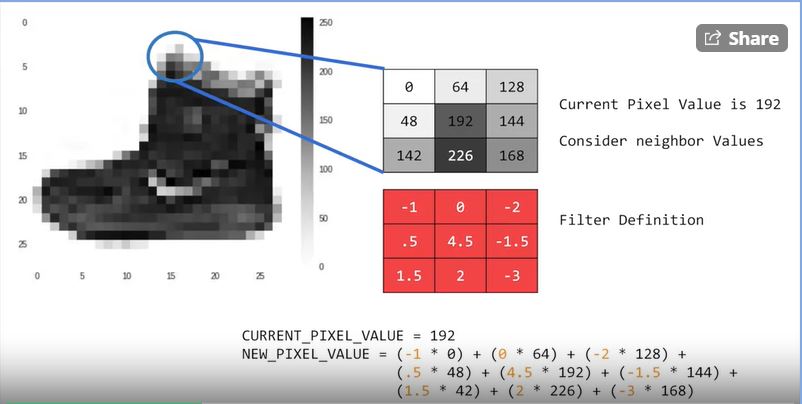 Share
0
5
10
15
20
25
0 5 10 15 20 25
250
200
150
100
50
0
0 64 128
48 192 144
142 226 168
Current Pixel Value is 192
Consider neighbor Values
-1 0 -2
.5 4.5 -1.5
1.5 2 -3
Filter Definition
CURRENT_PIXEL_VALUE = 192
NEW_PIXEL_VALUE = (-1 * 0) + (0 * 64) + (-2 * 128) +
(.5 * 48) + (4.5 * 192) + (-1.5 * 144) +
(1.5 * 42) + (2 * 226) + (-3 * 168)